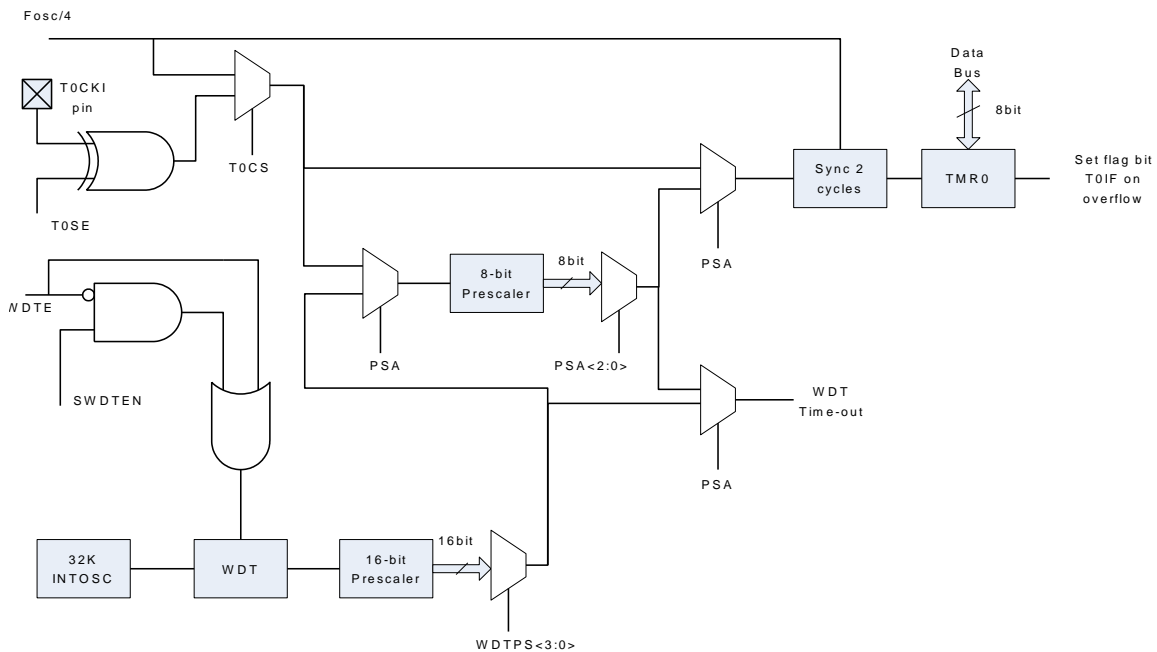 Fosc/4
T0CKI
pin
T0CS
T0SE
Data
Bus
8bit
Sync 2
cycles
TMR0
Set flag bit
T0IF on
overflow
PSA
8-bit
Prescaler
8bit
PSA
PSA<2:0>
SWDTEN
WDT
Time-out
PSA
32K
INTOSC
WDT
16-bit
Prescaler
16bit
WDTPS<3:0>